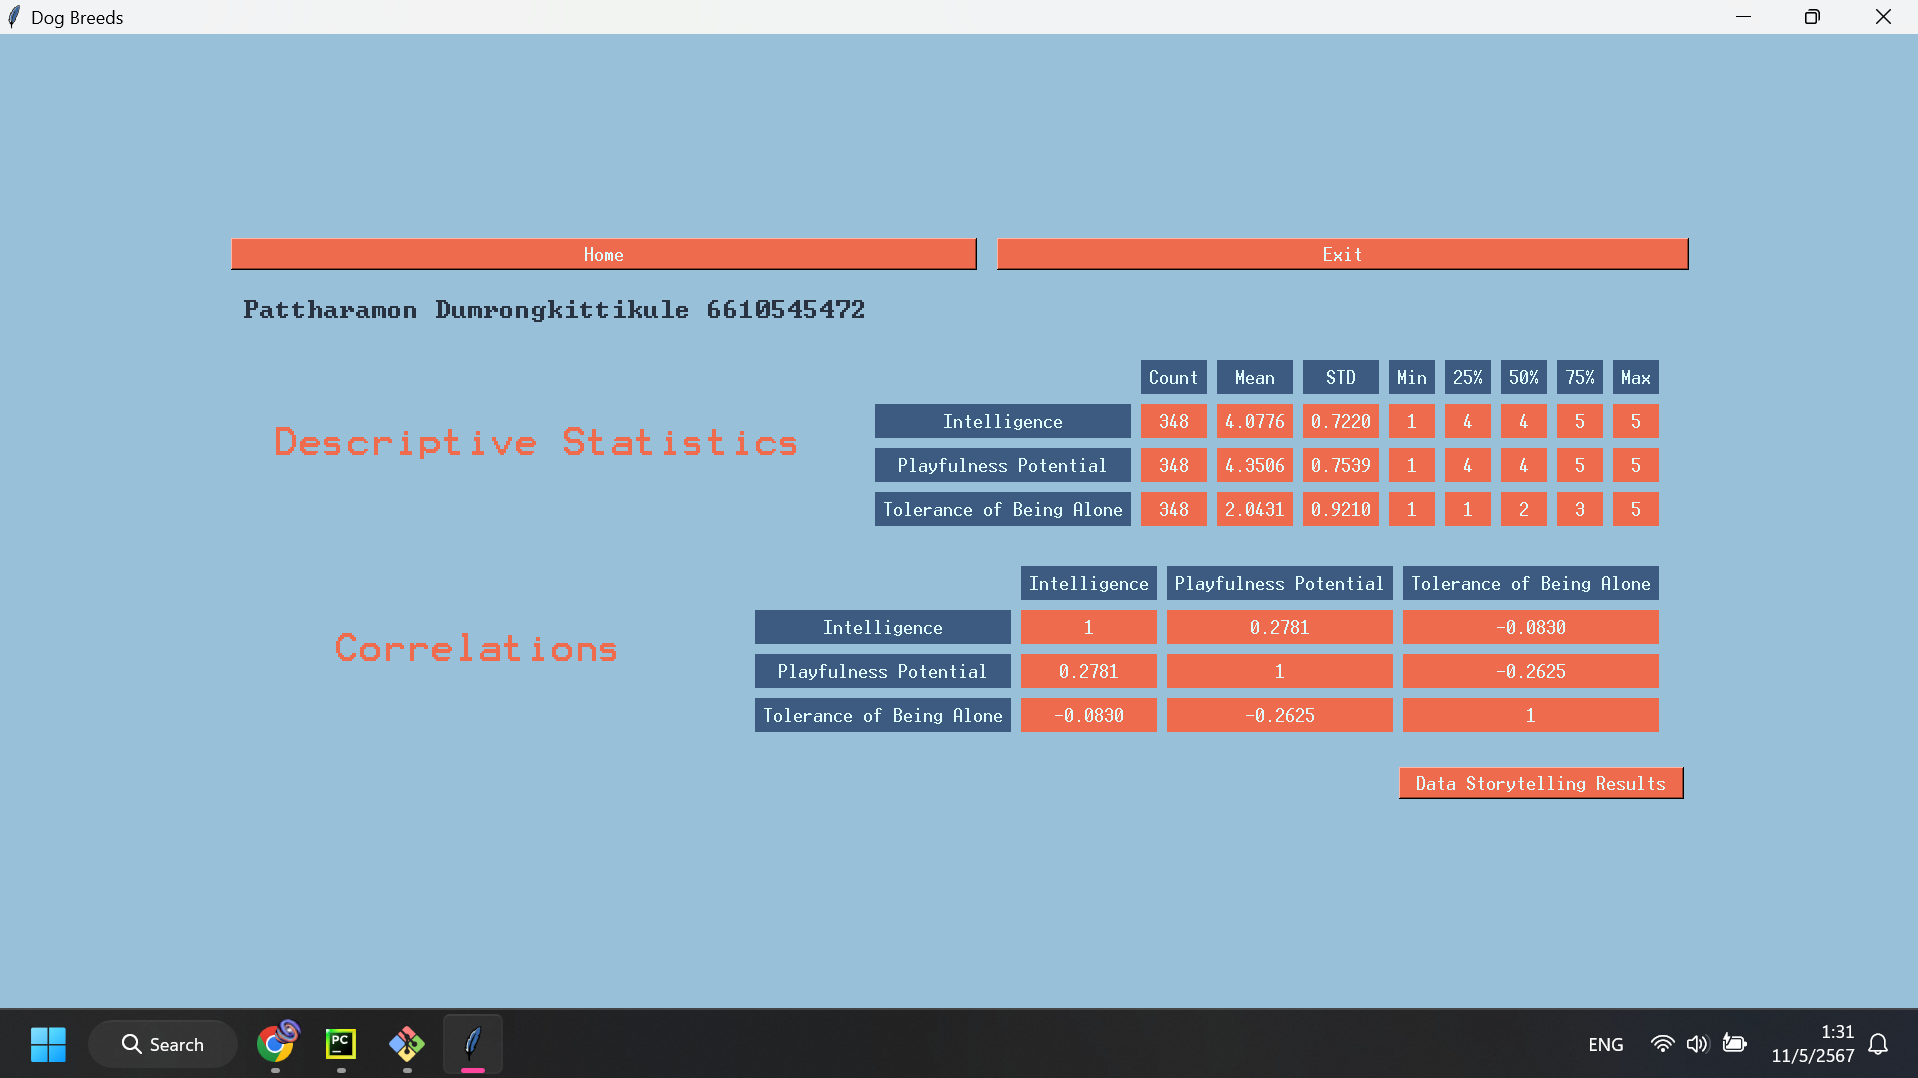 Dog Breeds
Home Exit
Pattharamon Dumrongkittikule 6610545472
Count Mean STD Min 25% 50% 75% Max
Descriptive Statistics
Intelligence 348 4.0776 0.7220 1 4 4 5 5
Playfulness Potential 348 4.3506 0.7539 1 4 4 5 5
Tolerance of Being Alone 348 2.0431 0.9210 1 1 2 3 5
Intelligence Playfulness Potential Tolerance of Being Alone
Correlations
Intelligence 1 0.2781 -0.0830
Playfulness Potential 0.2781 1 -0.2625
Tolerance of Being Alone -0.0830 -0.2625 1
Data Storytelling Results
Search PC ENG 1:31
11/5/2567